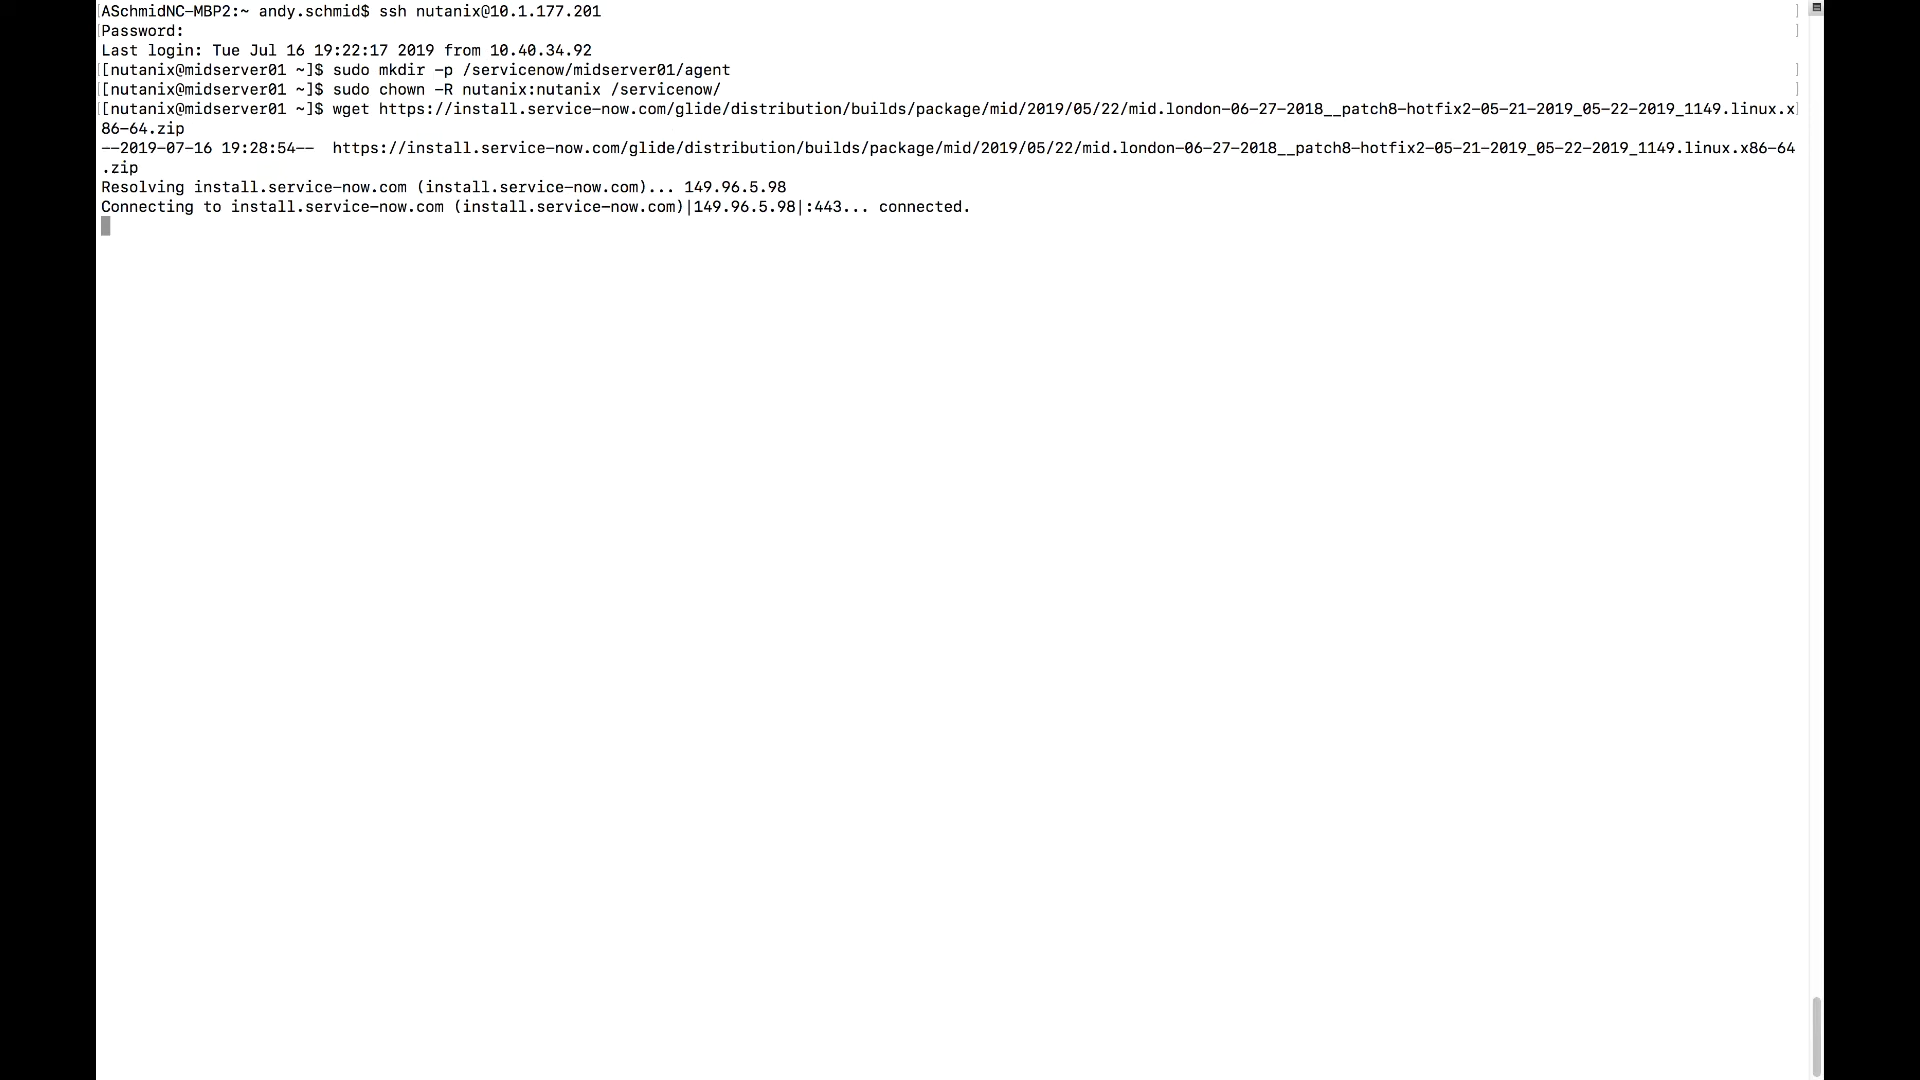 [ASchmidNC-MBP2:~ andy.schmid$ ssh nutanix@10.1.177.201 ]
[Password: ]
Last login: Tue Jul 16 19:22:17 2019 from 10.40.34.92
[[nutanix@midserver01 ~]$ sudo mkdir -p /servicenow/midserver01/agent ]
[[nutanix@midserver01 ~]$ sudo chown -R nutanix:nutanix /servicenow/ ]
[[nutanix@midserver01 ~]$ wget https://install.service-now.com/glide/distribution/builds/package/mid/2019/05/22/mid.london-06-27-2018__patch8-hotfix2-05-21-2019_05-22-2019_1149.linux.x]
86-64.zip
--2019-07-16 19:28:54--  https://install.service-now.com/glide/distribution/builds/package/mid/2019/05/22/mid.london-06-27-2018__patch8-hotfix2-05-21-2019_05-22-2019_1149.linux.x86-64
.zip
Resolving install.service-now.com (install.service-now.com)... 149.96.5.98
Connecting to install.service-now.com (install.service-now.com)|149.96.5.98|:443... connected.